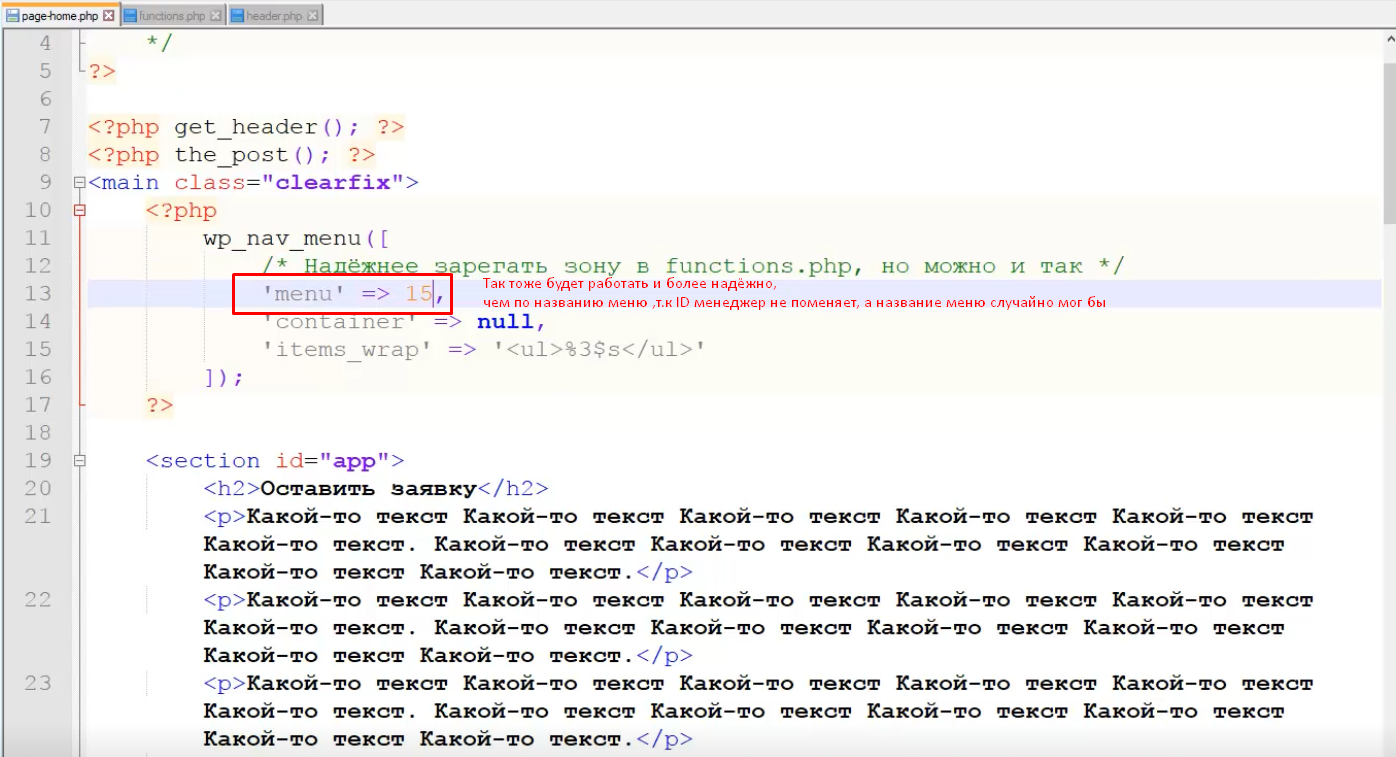 page-home.php functions.php header.php
4 */
5 ?>
6
7 <?php get_header(); ?>
8 <?php the_post(); ?>
9 <main class="clearfix">
10 <?php
11 wp_nav_menu([
12 /* Надёжнее зарегать зону в functions.php, но можно и так */
13 'menu' => 15,
Так тоже будет работать и более надёжно,
чем по названию меню ,т.к ID менеджер не поменяет, а название меню случайно мог бы
14 'container' => null,
15 'items_wrap' => '<ul>%3$s</ul>'
16 ]);
17 ?>
18
19 <section id="app">
20 <h2>Оставить заявку</h2>
21 <p>Какой-то текст Какой-то текст Какой-то текст Какой-то текст Какой-то текст
Какой-то текст. Какой-то текст Какой-то текст Какой-то текст Какой-то текст
Какой-то текст Какой-то текст.</p>
22 <p>Какой-то текст Какой-то текст Какой-то текст Какой-то текст Какой-то текст
Какой-то текст. Какой-то текст Какой-то текст Какой-то текст Какой-то текст
Какой-то текст Какой-то текст.</p>
23 <p>Какой-то текст Какой-то текст Какой-то текст Какой-то текст Какой-то текст
Какой-то текст. Какой-то текст Какой-то текст Какой-то текст Какой-то текст
Какой-то текст Какой-то текст.</p>